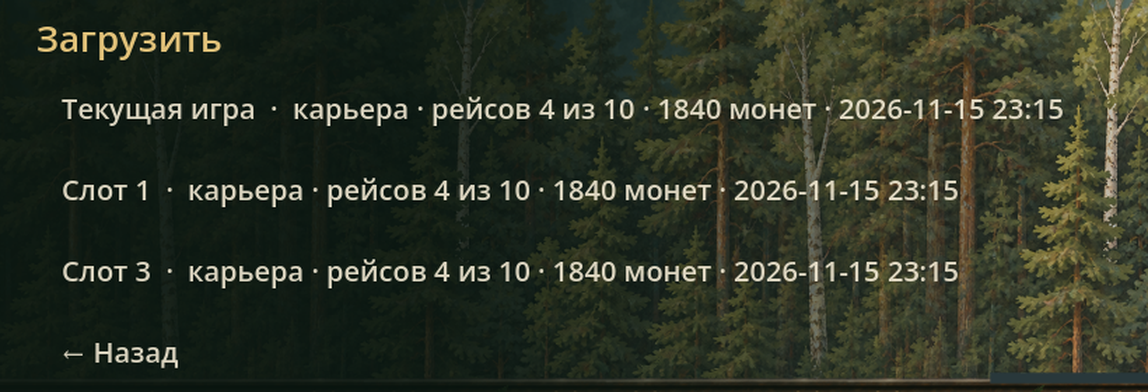 Загрузить
Текущая игра · карьера · рейсов 4 из 10 · 1840 монет · 2026-11-15 23:15
Слот 1 · карьера · рейсов 4 из 10 · 1840 монет · 2026-11-15 23:15
Слот 3 · карьера · рейсов 4 из 10 · 1840 монет · 2026-11-15 23:15
← Назад